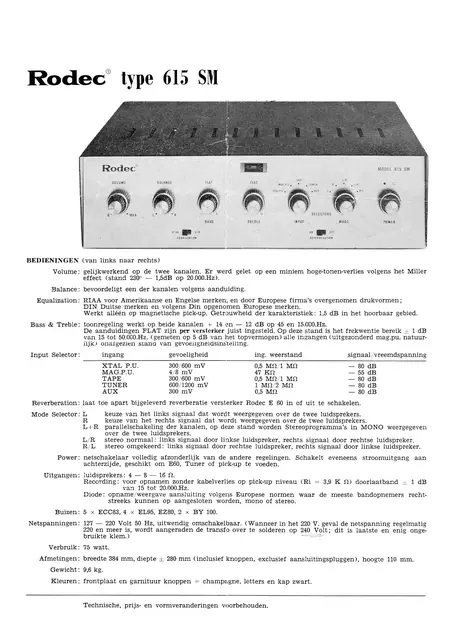 Rodec® type 615 SM
Rodec
MODEL 615 SM
VOLUME
BALANCE
FLAT
FLAT
BASS
TREBLE
INPUT
SELECTORS
MODE
POWER
BEDIENINGEN (van links naar rechts)
Volume: gelijkwerkend op de twee kanalen. Er werd gelet op een miniem hoge-tonen-verlies volgens het Miller
effect (stand 230° — 1,5dB op 20.000Hz).
Balance: bevoordeligt een der kanalen volgens aanduiding.
Equalization: RIAA voor Amerikaanse en Engelse merken, en door Europese firma's overgenomen drukvormen;
DIN Duitse merken en volgens Din opgenomen Europese merken.
Werkt alléén op magnetische pick-up. Getrouwheid der karakteristiek: 1,5 dB in het hoorbaar gebied.
Bass & Treble: toonregeling werkt op beide kanalen + 14 en — 12 dB op 45 en 15.000Hz.
De aanduidingen FLAT zijn per versterker juist ingesteld. Op deze stand is het frekwentie bereik ± 1 dB
van 15 tot 50.000Hz. (gemeten op 5 dB van het topvermogen) alle ingangen (uitgezonderd mag.pu. natuur-
lijk) onafgezien stand van gevoeligheidsinstelling.
Input Selector: ingang gevoeligheid ing. weerstand signaal/vreemdspanning
XTAL P.U. 300/600 mV 0,5 MΩ/1 MΩ — 80 dB
MAG.P.U. 4/8 mV 47 KΩ — 55 dB
TAPE 300/600 mV 0,5 MΩ/1 MΩ — 80 dB
TUNER 600/1200 mV 1 MΩ/2 MΩ — 80 dB
AUX 300 mV 0,5 MΩ — 80 dB
Reverberation: laat toe apart bijgeleverd reverberatie versterker Rodec E 60 in of uit te schakelen.
Mode Selector: L keuze van het links signaal dat wordt weergegeven over de twee luidsprekers.
R keuze van het rechts signaal dat wordt weergegeven over de twee luidsprekers.
L+R parallelschakeling der kanalen, op deze stand worden Stereoprogramma's in MONO weergegeven
over de twee luidsprekers.
L/R stereo normaal: links signaal door linkse luidspreker, rechts signaal door rechtse luidspreker.
R/L stereo omgekeerd: links signaal door rechtse luidspreker, rechts signaal door linkse luidspreker.
Power: netschakelaar volledig afzonderlijk van de andere regelingen. Schakelt eveneens stroomuitgang aan
achterzijde, geschikt om E60, Tuner of pick-up te voeden.
Uitgangen: luidsprekers: 4 — 8 — 16 Ω.
Recording: voor opnamen zonder kabelverlies op pick-up niveau (Ri = 3,9 K Ω) doorlaatband ± 1 dB
van 15 tot 20.000Hz.
Diode: opname/weergave aansluiting volgens Europese normen waar de meeste bandopnemers recht-
streeks kunnen op aangesloten worden, mono of stereo.
Buizen: 5 × ECC83, 4 × EL95, EZ80, 2 × BY 100.
Netspanningen: 127 — 220 Volt 50 Hz, uitwendig omschakelbaar. (Wanneer in het 220 V. geval de netspanning regelmatig
220 en meer is, wordt aangeraden de transfo over te solderen op 240 Volt; dit is laatste en enig onge-
bruikte klem.)
Verbruik: 75 watt.
Afmetingen: breedte 384 mm, diepte ± 280 mm (inclusief knoppen, exclusief aansluitingspluggen), hoogte 110 mm.
Gewicht: 9,6 kg.
Kleuren: frontplaat en garnituur knoppen = champagne, letters en kap zwart.
Technische, prijs- en vormveranderingen voorbehouden.